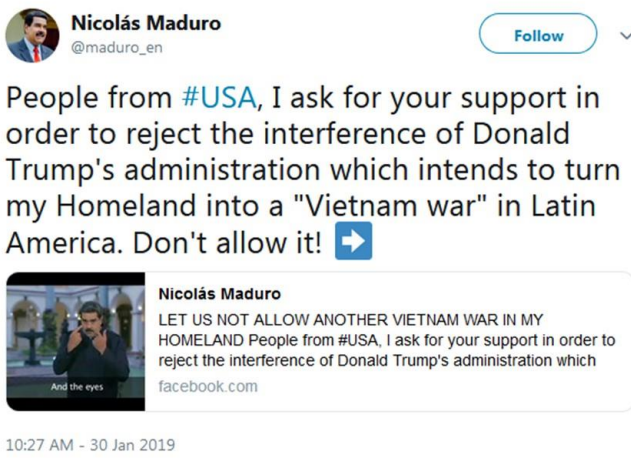 Nicolás Maduro
@maduro_en
Follow
People from #USA, I ask for your support in
order to reject the interference of Donald
Trump's administration which intends to turn
my Homeland into a "Vietnam war" in Latin
America. Don't allow it! ➡
Nicolás Maduro
LET US NOT ALLOW ANOTHER VIETNAM WAR IN MY
HOMELAND People from #USA, I ask for your support in order to
reject the interference of Donald Trump's administration which
And the eyes
facebook.com
10:27 AM - 30 Jan 2019